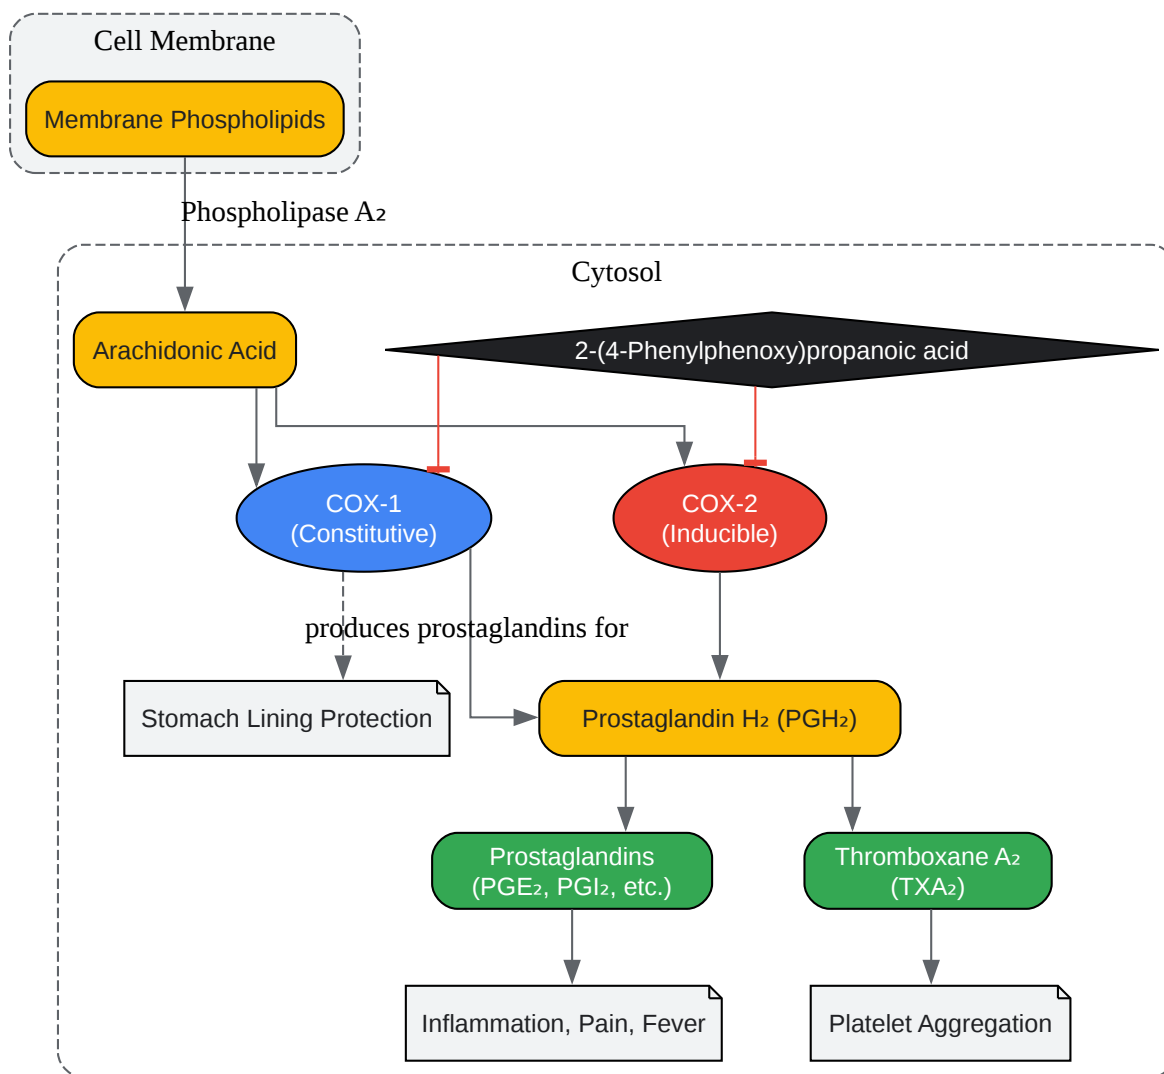 Cell Membrane
Membrane Phospholipids
Phospholipase A₂
Cytosol
Arachidonic Acid
2-(4-Phenylphenoxy)propanoic acid
COX-1
(Constitutive)
COX-2
(Inducible)
produces prostaglandins for
Stomach Lining Protection
Prostaglandin H₂ (PGH₂)
Prostaglandins
(PGE₂, PGI₂, etc.)
Thromboxane A₂
(TXA₂)
Inflammation, Pain, Fever
Platelet Aggregation